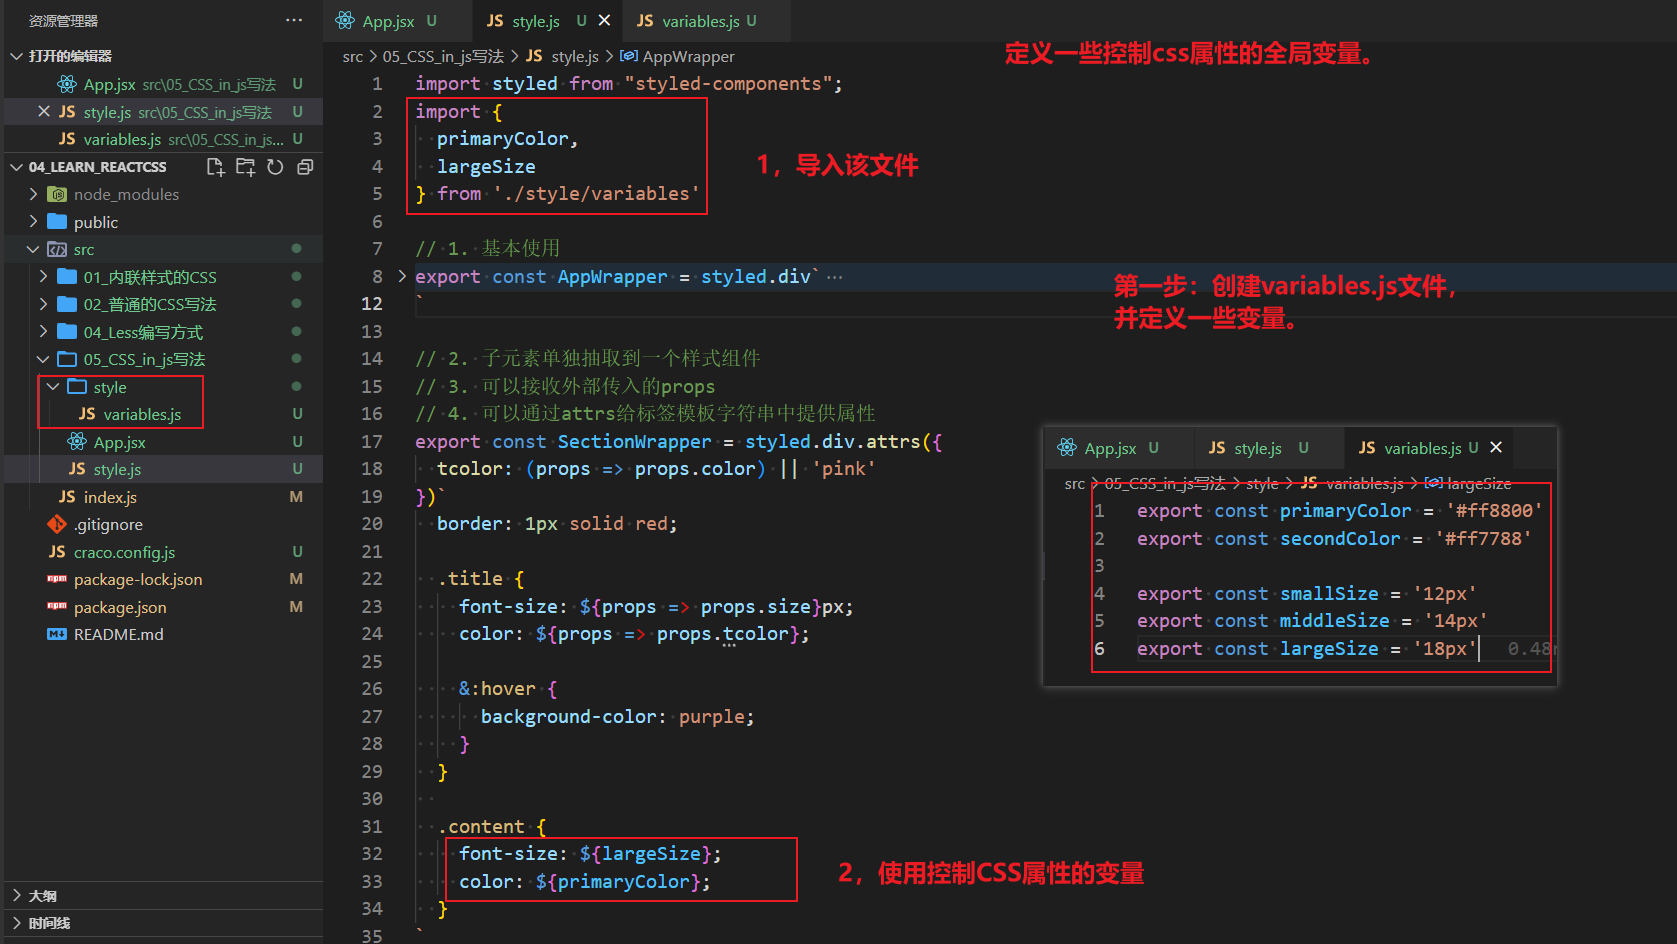 资源管理器
打开的编辑器
App.jsx src\05_CSS_in_js写法 U
style.js src\05_CSS_in_js写法 U
variables.js src\05_CSS_in_js... U
04_LEARN_REACTCSS
node_modules
public
src
01_内联样式的CSS
02_普通的CSS写法
04_Less编写方式
05_CSS_in_js写法
style
JS variables.js U
App.jsx U
JS style.js U
JS index.js M
.gitignore
JS craco.config.js U
package-lock.json M
package.json M
README.md
大纲
时间线
App.jsx U JS style.js U JS variables.js U
src > 05_CSS_in_js写法 > JS style.js > AppWrapper
定义一些控制css属性的全局变量。
1 import styled from "styled-components";
2 import {
3 primaryColor,
4 largeSize
5 } from './style/variables'
1，导入该文件
6
7 // 1. 基本使用
8 export const AppWrapper = styled.div` ...
12 `
第一步：创建variables.js文件，
并定义一些变量。
13
14 // 2. 子元素单独抽取到一个样式组件
15 // 3. 可以接收外部传入的props
16 // 4. 可以通过attrs给标签模板字符串中提供属性
17 export const SectionWrapper = styled.div.attrs({
18 tcolor: (props => props.color) || 'pink'
19 })`
20 border: 1px solid red;
21
22 .title {
23 font-size: ${props => props.size}px;
24 color: ${props => props.tcolor};
25
26 &:hover {
27 background-color: purple;
28 }
29 }
30
31 .content {
32 font-size: ${largeSize};
33 color: ${primaryColor};
34 }
35 `
2，使用控制CSS属性的变量
App.jsx U JS style.js U JS variables.js U
src > 05_CSS_in_js写法 > style > JS variables.js > largeSize
1 export const primaryColor = '#ff8800'
2 export const secondColor = '#ff7788'
3
4 export const smallSize = '12px'
5 export const middleSize = '14px'
6 export const largeSize = '18px'